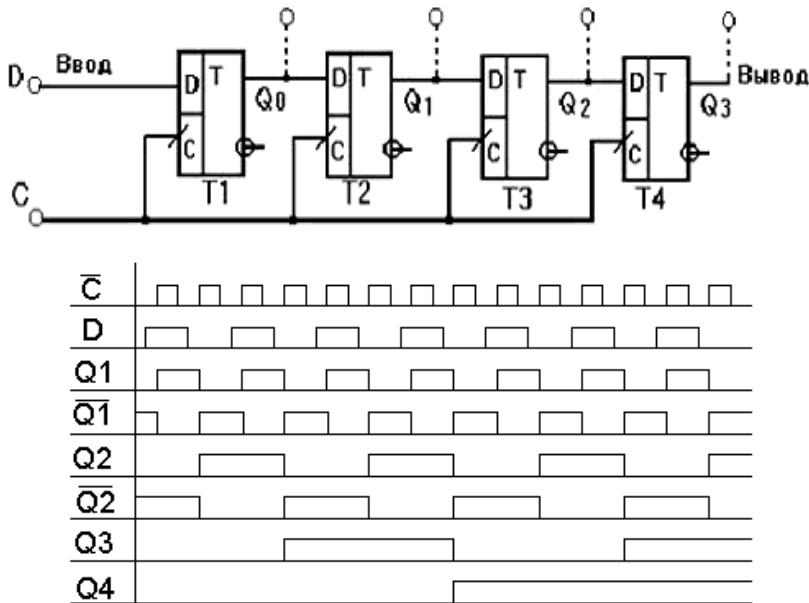 D Ввод D T Q0 D T Q1 D T Q2 D T Q3 Вывод
C C C C
C T1 T2 T3 T4
C̅
D
Q1
Q̅1̅
Q2
Q̅2̅
Q3
Q4